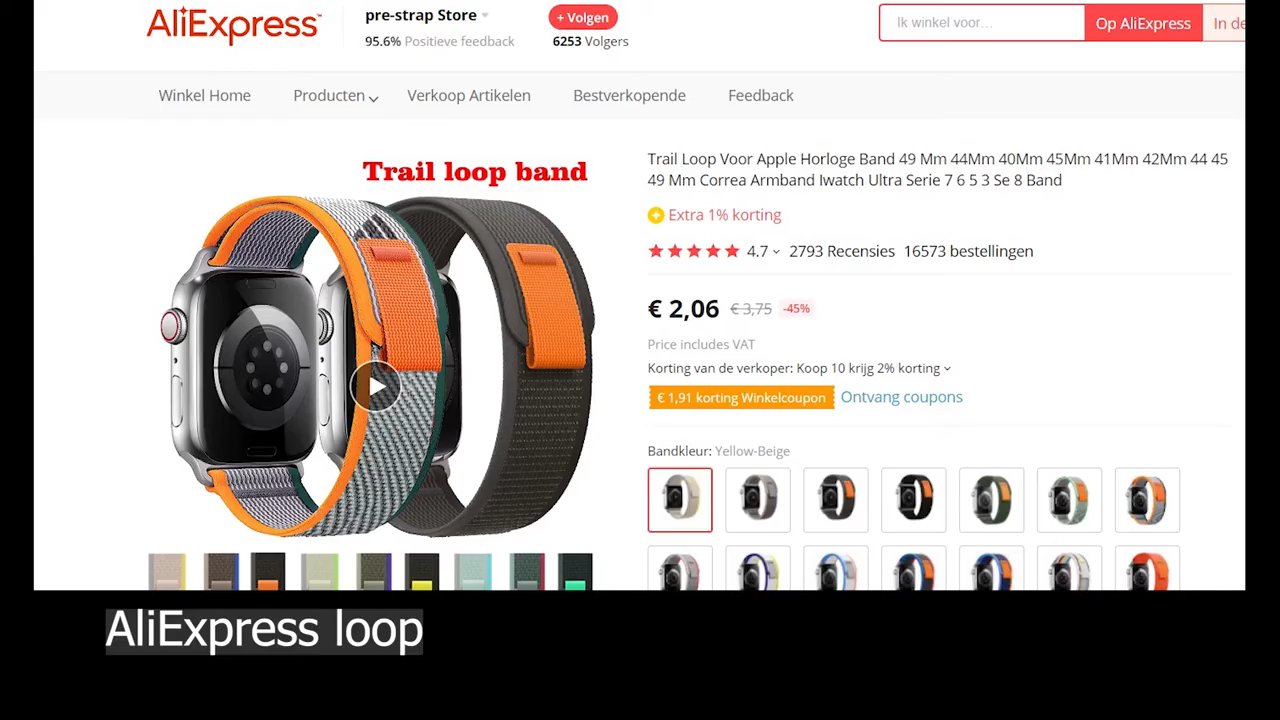 AliExpress™
pre-strap Store
+ Volgen
95.6% Positieve feedback
6253 Volgers
Ik winkel voor...
Op AliExpress
In de
Winkel Home
Producten
Verkoop Artikelen
Bestverkopende
Feedback
Trail loop band
Trail Loop Voor Apple Horloge Band 49 Mm 44Mm 40Mm 45Mm 41Mm 42Mm 44 45
49 Mm Correa Armband Iwatch Ultra Serie 7 6 5 3 Se 8 Band
Extra 1% korting
4.7 2793 Recensies 16573 bestellingen
€ 2,06 € 3,75 -45%
Price includes VAT
Korting van de verkoper: Koop 10 krijg 2% korting
€ 1,91 korting Winkelcoupon Ontvang coupons
Bandkleur: Yellow-Beige
AliExpress loop